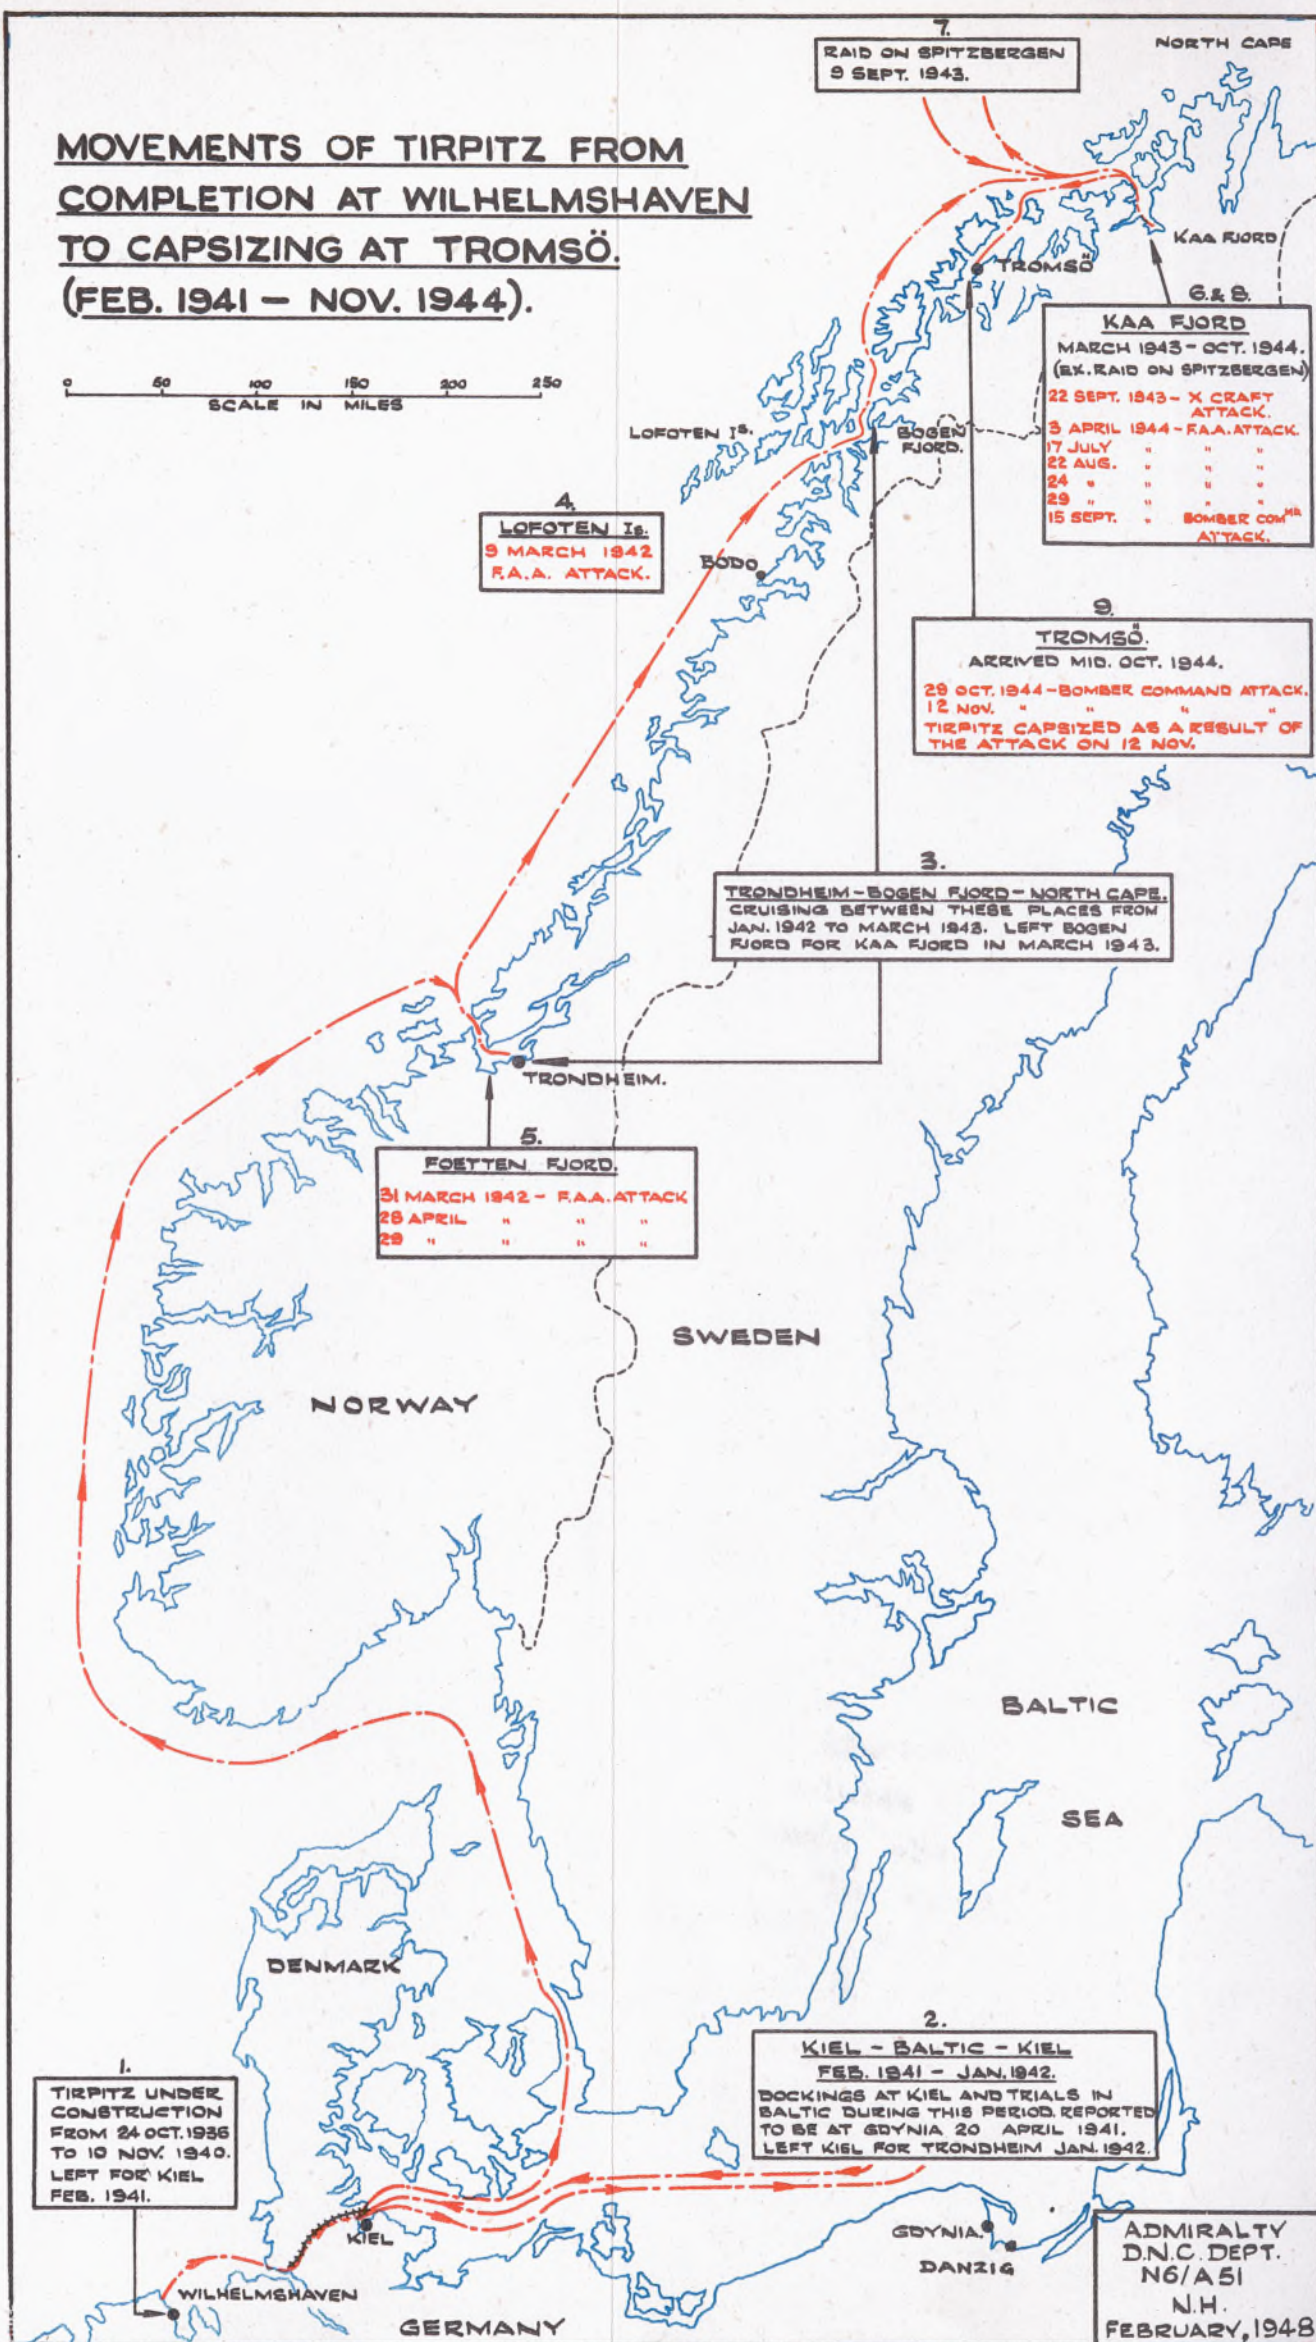 MOVEMENTS OF TIRPITZ FROM
COMPLETION AT WILHELMSHAVEN
TO CAPSIZING AT TROMSÖ.
(FEB. 1941 – NOV. 1944).
0 50 100 150 200 250
SCALE IN MILES
7.
RAID ON SPITZBERGEN
9 SEPT. 1943.
NORTH CAPE
KAA FJORD
TROMSÖ
6 & 8.
KAA FJORD
MARCH 1943 – OCT. 1944.
(EX. RAID ON SPITZBERGEN)
22 SEPT. 1943 – X CRAFT
ATTACK.
3 APRIL 1944 – F.A.A. ATTACK.
17 JULY " " "
22 AUG. " " "
24 " " " "
29 " " " "
15 SEPT. " BOMBER COMMD
ATTACK.
LOFOTEN IS.
BOGEN
FJORD.
4.
LOFOTEN Is.
9 MARCH 1942
F.A.A. ATTACK.
BODO
9.
TROMSÖ.
ARRIVED MID. OCT. 1944.
29 OCT. 1944 – BOMBER COMMAND ATTACK.
12 NOV. " " " "
TIRPITZ CAPSIZED AS A RESULT OF
THE ATTACK ON 12 NOV.
3.
TRONDHEIM – BOGEN FJORD – NORTH CAPE.
CRUISING BETWEEN THESE PLACES FROM
JAN. 1942 TO MARCH 1943. LEFT BOGEN
FJORD FOR KAA FJORD IN MARCH 1943.
TRONDHEIM.
5.
FOETTEN FJORD.
31 MARCH 1942 – F.A.A. ATTACK
28 APRIL " " "
29 " " " "
SWEDEN
NORWAY
BALTIC
SEA
DENMARK
2.
KIEL – BALTIC – KIEL
FEB. 1941 – JAN. 1942.
DOCKINGS AT KIEL AND TRIALS IN
BALTIC DURING THIS PERIOD. REPORTED
TO BE AT GDYNIA 20 APRIL 1941.
LEFT KIEL FOR TRONDHEIM JAN. 1942.
1.
TIRPITZ UNDER
CONSTRUCTION
FROM 24 OCT. 1936
TO 10 NOV. 1940.
LEFT FOR KIEL
FEB. 1941.
KIEL
GDYNIA.
DANZIG
WILHELMSHAVEN
GERMANY
ADMIRALTY
D.N.C. DEPT.
N6/A51
N.H.
FEBRUARY, 1948